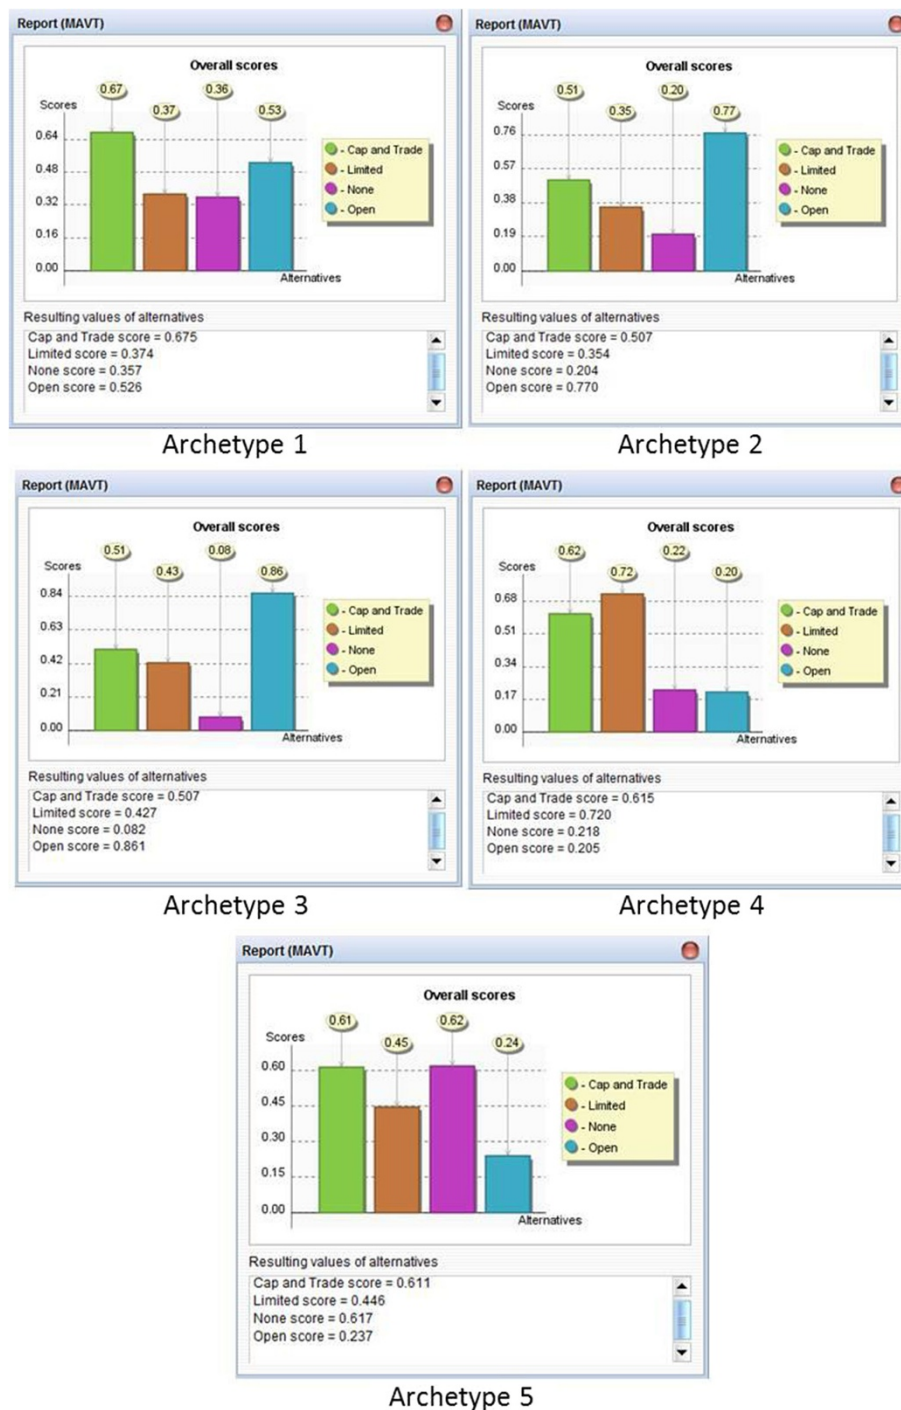 Report (MAVT)
Overall scores
0.67
0.37
0.36
0.53
Scores
0.64
0.48
0.32
0.16
0.00
Alternatives
- Cap and Trade
- Limited
- None
- Open
Resulting values of alternatives
Cap and Trade score = 0.675
Limited score = 0.374
None score = 0.357
Open score = 0.526
Archetype 1
Report (MAVT)
Overall scores
0.51
0.35
0.20
0.77
Scores
0.76
0.57
0.38
0.19
0.00
Alternatives
- Cap and Trade
- Limited
- None
- Open
Resulting values of alternatives
Cap and Trade score = 0.507
Limited score = 0.354
None score = 0.204
Open score = 0.770
Archetype 2
Report (MAVT)
Overall scores
0.51
0.43
0.08
0.86
Scores
0.84
0.63
0.42
0.21
0.00
Alternatives
- Cap and Trade
- Limited
- None
- Open
Resulting values of alternatives
Cap and Trade score = 0.507
Limited score = 0.427
None score = 0.082
Open score = 0.861
Archetype 3
Report (MAVT)
Overall scores
0.62
0.72
0.22
0.20
Scores
0.68
0.51
0.34
0.17
0.00
Alternatives
- Cap and Trade
- Limited
- None
- Open
Resulting values of alternatives
Cap and Trade score = 0.615
Limited score = 0.720
None score = 0.218
Open score = 0.205
Archetype 4
Report (MAVT)
Overall scores
0.61
0.45
0.62
0.24
Scores
0.60
0.45
0.30
0.15
0.00
Alternatives
- Cap and Trade
- Limited
- None
- Open
Resulting values of alternatives
Cap and Trade score = 0.611
Limited score = 0.446
None score = 0.617
Open score = 0.237
Archetype 5